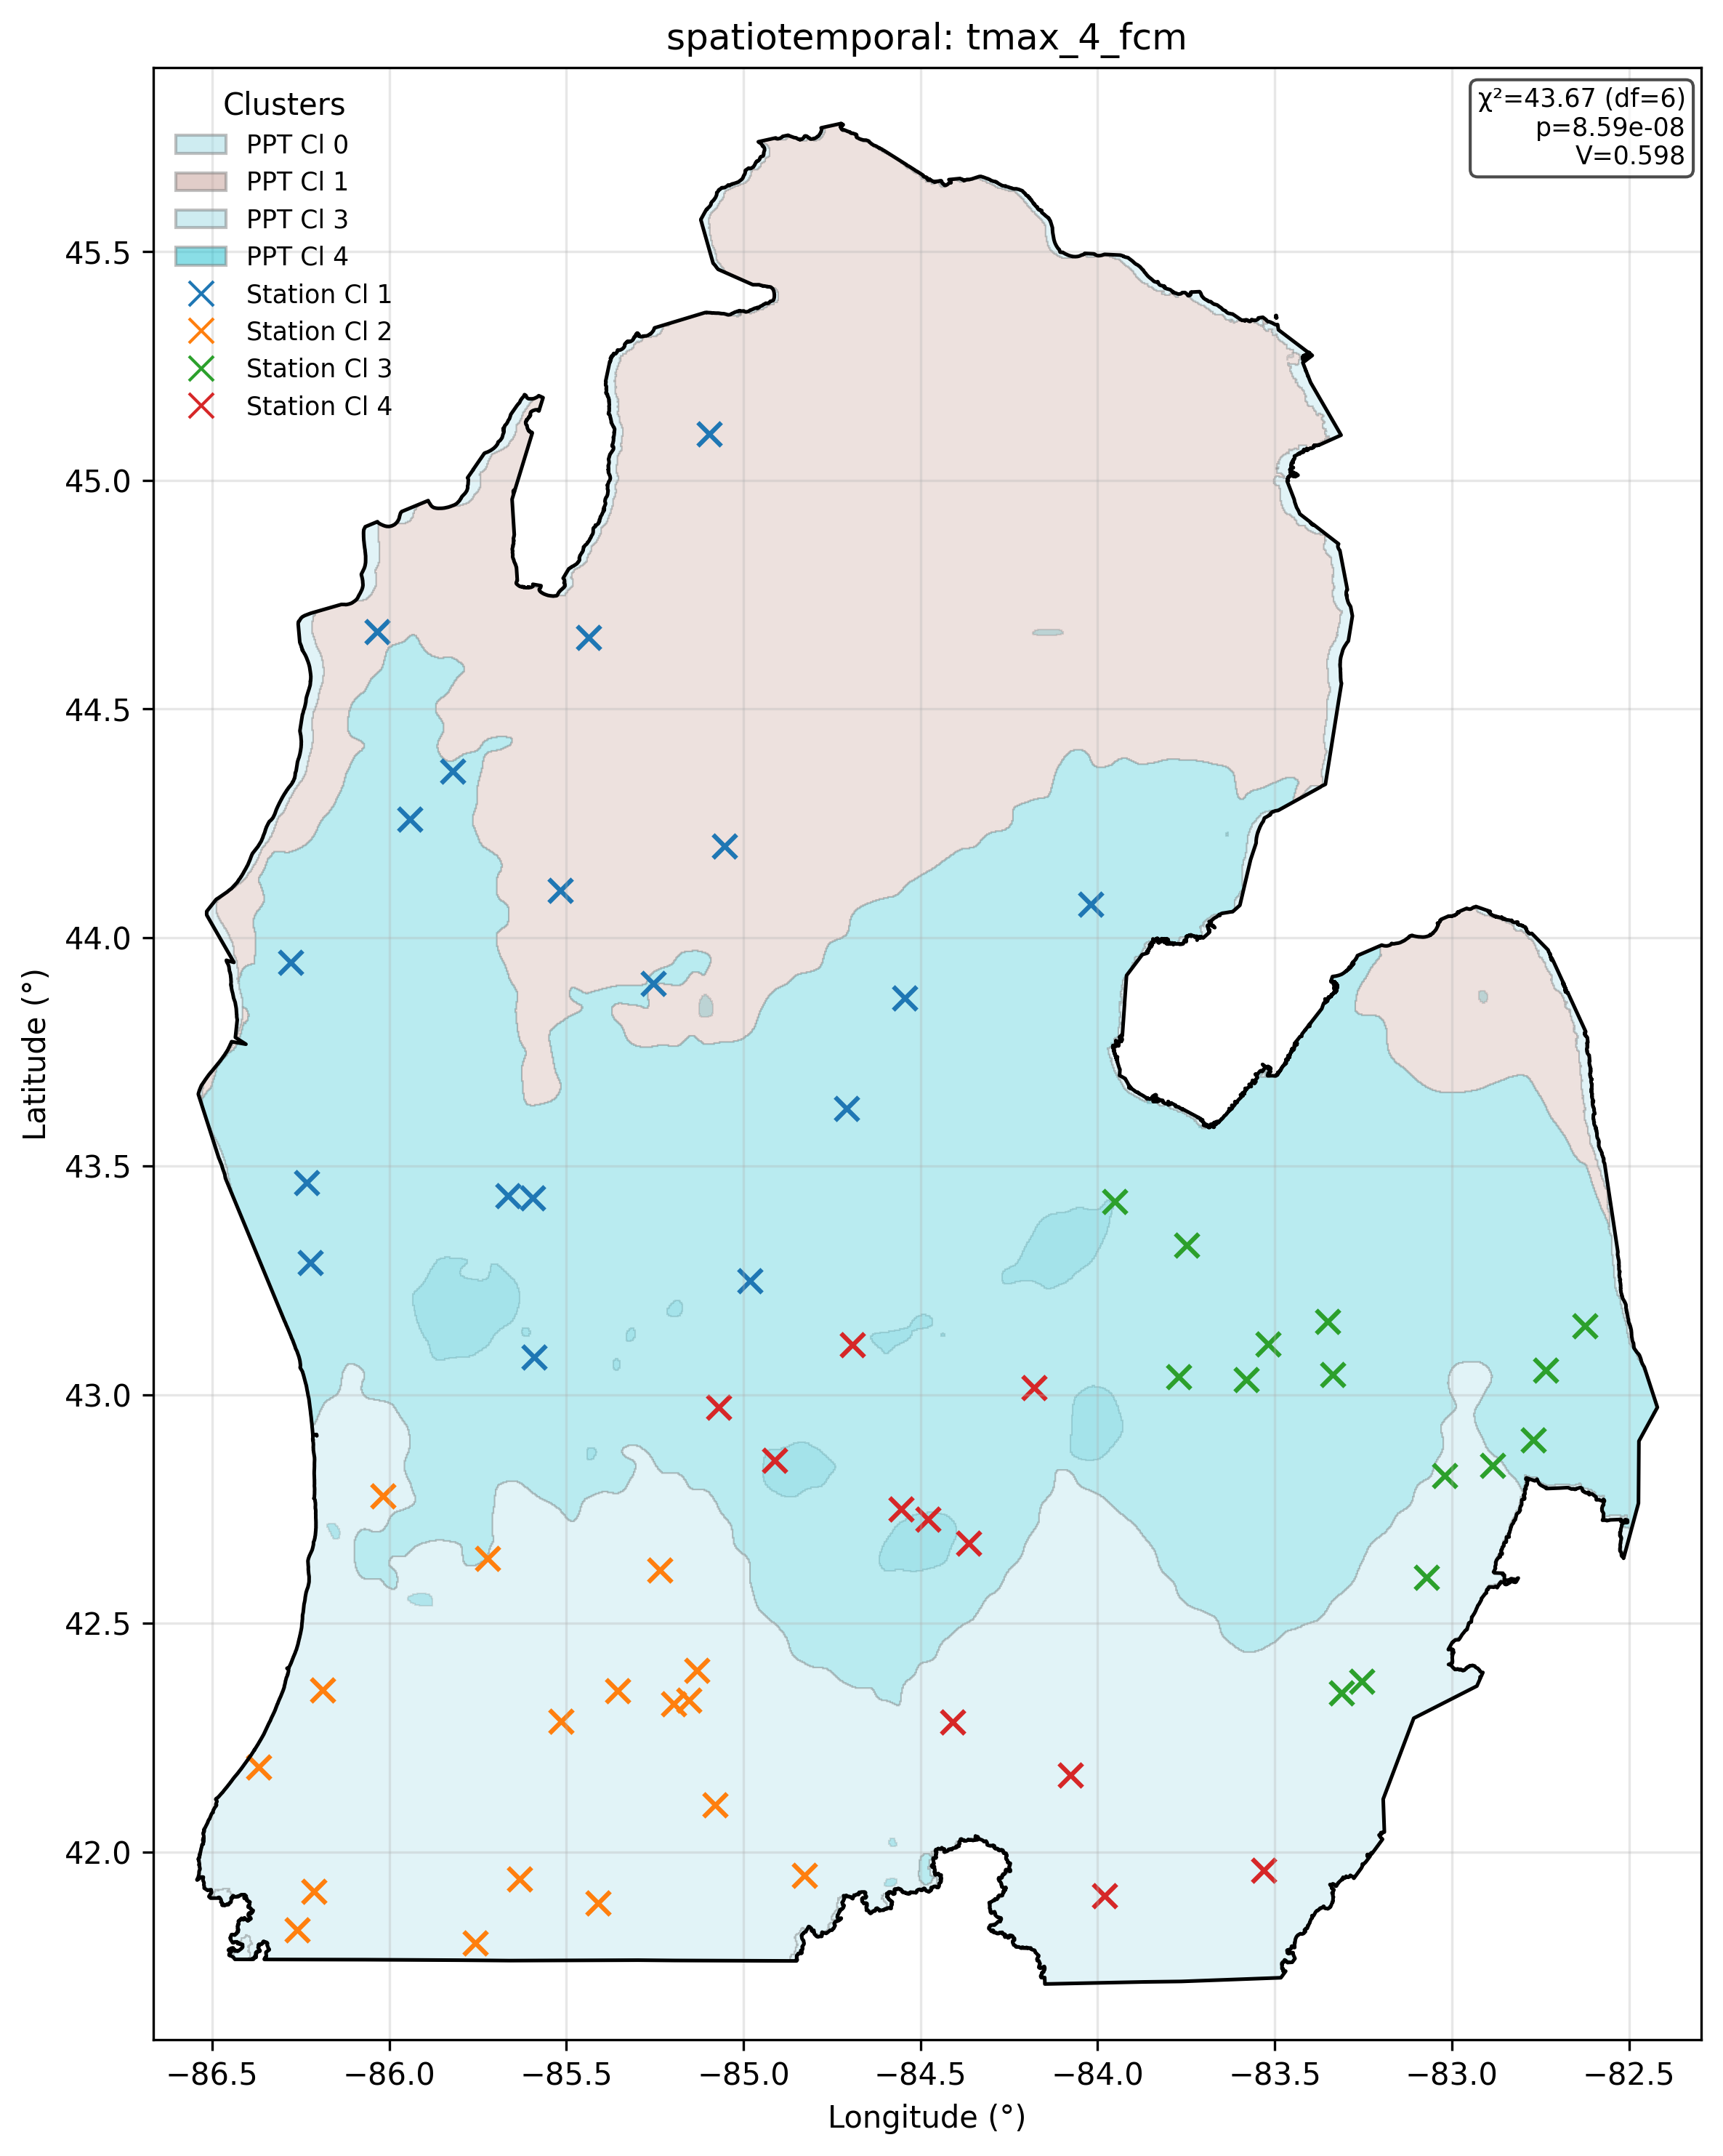 spatiotemporal: tmax_4_fcm
Clusters
PPT Cl 0
PPT Cl 1
PPT Cl 3
PPT Cl 4
Station Cl 1
Station Cl 2
Station Cl 3
Station Cl 4
χ²=43.67 (df=6)
p=8.59e-08
V=0.598
45.5
45.0
44.5
44.0
43.5
43.0
42.5
42.0
Latitude (°)
−86.5 −86.0 −85.5 −85.0 −84.5 −84.0 −83.5 −83.0 −82.5
Longitude (°)